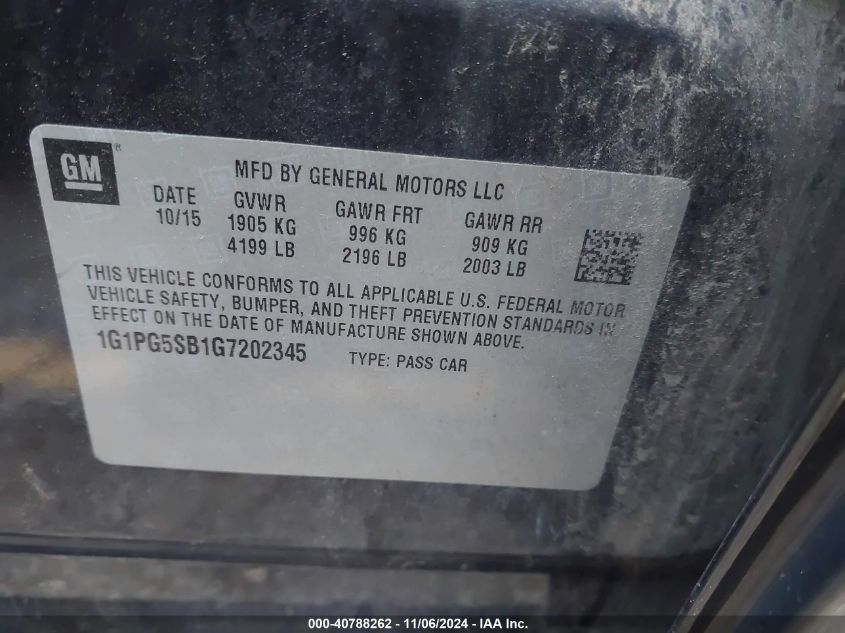 GM®
MFD BY GENERAL MOTORS LLC
DATE GVWR GAWR FRT GAWR RR
10/15 1905 KG 996 KG 909 KG
4199 LB 2196 LB 2003 LB
THIS VEHICLE CONFORMS TO ALL APPLICABLE U.S. FEDERAL MOTOR
VEHICLE SAFETY, BUMPER, AND THEFT PREVENTION STANDARDS IN
EFFECT ON THE DATE OF MANUFACTURE SHOWN ABOVE.
1G1PG5SB1G7202345 TYPE: PASS CAR
000-40788262 - 11/06/2024 - IAA Inc.